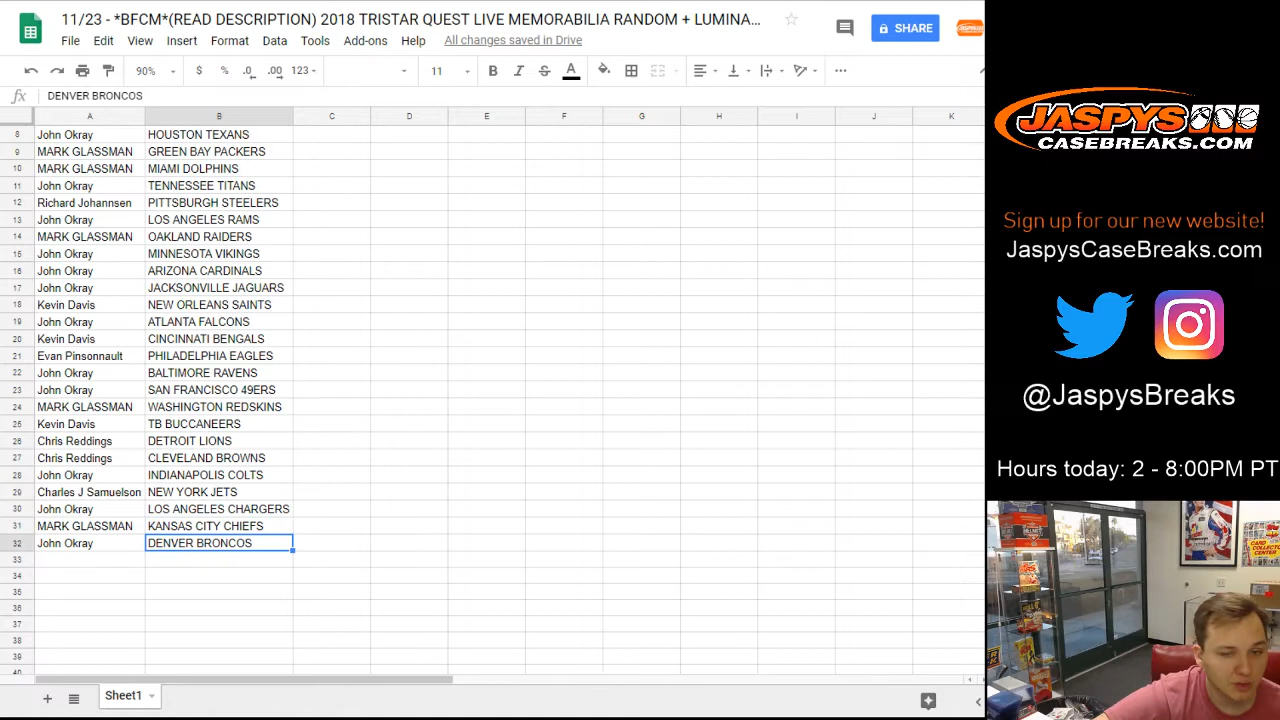 11/23 - *BFCM*(READ DESCRIPTION) 2018 TRISTAR QUEST LIVE MEMORABILIA RANDOM + LUMINA...
SHARE
File Edit View Insert Format Data Tools Add-ons Help All changes saved in Drive
90% $ % .0 .00 123 11 B I S A
fx DENVER BRONCOS
A B C D E F G H I J K
8 John Okray HOUSTON TEXANS
9 MARK GLASSMAN GREEN BAY PACKERS
10 MARK GLASSMAN MIAMI DOLPHINS
11 John Okray TENNESSEE TITANS
12 Richard Johannsen PITTSBURGH STEELERS
13 John Okray LOS ANGELES RAMS
14 MARK GLASSMAN OAKLAND RAIDERS
15 John Okray MINNESOTA VIKINGS
16 John Okray ARIZONA CARDINALS
17 John Okray JACKSONVILLE JAGUARS
18 Kevin Davis NEW ORLEANS SAINTS
19 John Okray ATLANTA FALCONS
20 Kevin Davis CINCINNATI BENGALS
21 Evan Pinsonnault PHILADELPHIA EAGLES
22 John Okray BALTIMORE RAVENS
23 John Okray SAN FRANCISCO 49ERS
24 MARK GLASSMAN WASHINGTON REDSKINS
25 Kevin Davis TB BUCCANEERS
26 Chris Reddings DETROIT LIONS
27 Chris Reddings CLEVELAND BROWNS
28 John Okray INDIANAPOLIS COLTS
29 Charles J Samuelson NEW YORK JETS
30 John Okray LOS ANGELES CHARGERS
31 MARK GLASSMAN KANSAS CITY CHIEFS
32 John Okray DENVER BRONCOS
33
34
35
36
37
38
39
40
Sheet1
JASPYS
CASEBREAKS.COM
Sign up for our new website!
JaspysCaseBreaks.com
@JaspysBreaks
Hours today: 2 - 8:00PM PT
CARD
COLLECTOR
CENTER